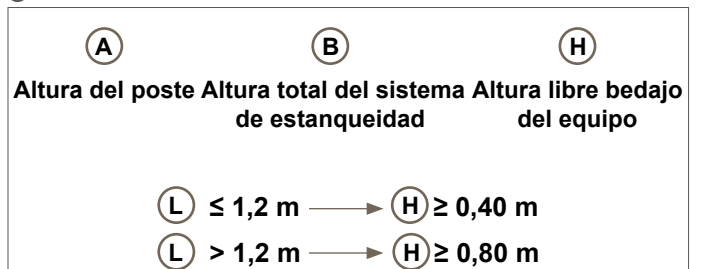 A B H
Altura del poste Altura total del sistema Altura libre bedajo
de estanqueidad del equipo
L ≤ 1,2 m → H ≥ 0,40 m
L > 1,2 m → H ≥ 0,80 m